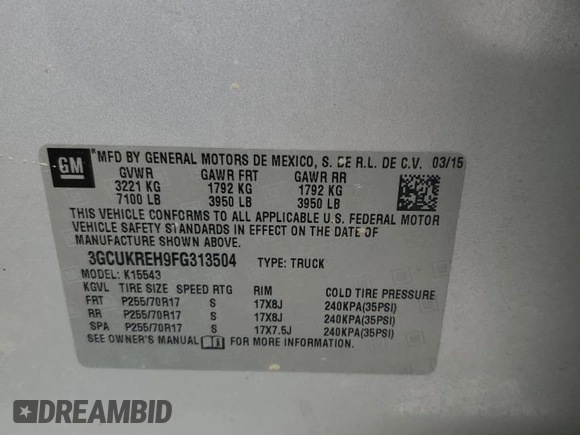 GM ® MFD BY GENERAL MOTORS DE MEXICO, S. DE R.L. DE C.V. 03/15
GVWR GAWR FRT GAWR RR
3221 KG 1792 KG 1792 KG
7100 LB 3950 LB 3950 LB
THIS VEHICLE CONFORMS TO ALL APPLICABLE U.S. FEDERAL MOTOR
VEHICLE SAFETY STANDARDS IN EFFECT ON THE DATE OF
MANUFACTURE SHOWN ABOVE.
3GCUKREH9FG313504 TYPE: TRUCK
MODEL: K15543
KGVL TIRE SIZE SPEED RTG RIM COLD TIRE PRESSURE
FRT P255/70R17 S 17X8J 240KPA(35PSI)
RR P255/70R17 S 17X8J 240KPA(35PSI)
SPA P255/70R17 S 17X7.5J 240KPA(35PSI)
SEE OWNER'S MANUAL FOR MORE INFORMATION.
DREAMBID